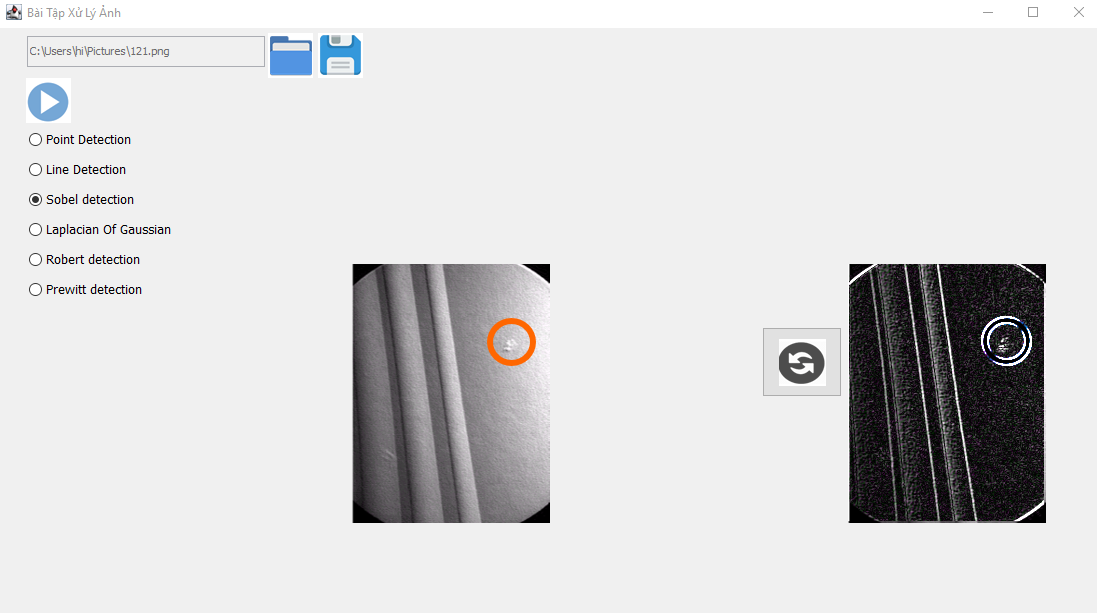 Bài Tập Xử Lý Ảnh
C:\Users\hi\Pictures\121.png
Point Detection
Line Detection
Sobel detection
Laplacian Of Gaussian
Robert detection
Prewitt detection